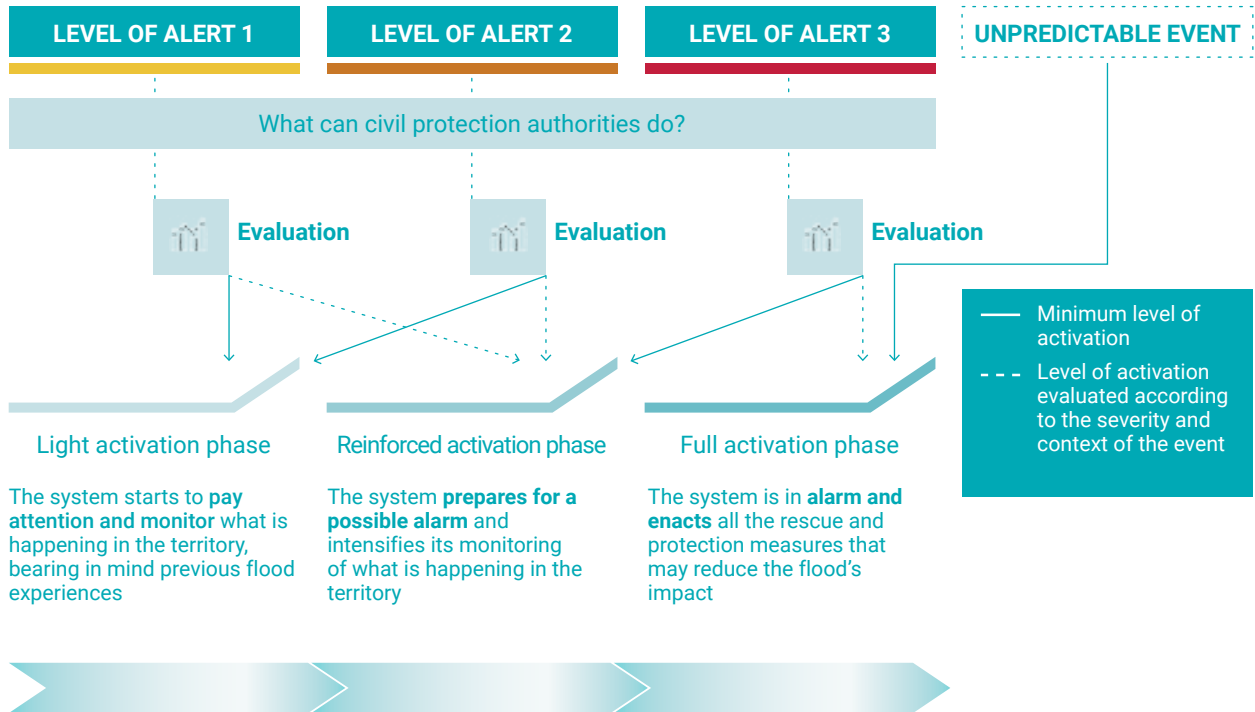 LEVEL OF ALERT 1
LEVEL OF ALERT 2
LEVEL OF ALERT 3
UNPREDICTABLE EVENT
What can civil protection authorities do?
Evaluation
Evaluation
Evaluation
Minimum level of
activation
Level of activation
evaluated according
to the severity and
context of the event
Light activation phase
The system starts to pay
attention and monitor what is
happening in the territory,
bearing in mind previous flood
experiences
Reinforced activation phase
The system prepares for a
possible alarm and
intensifies its monitoring
of what is happening in the
territory
Full activation phase
The system is in alarm and
enacts all the rescue and
protection measures that
may reduce the flood's
impact